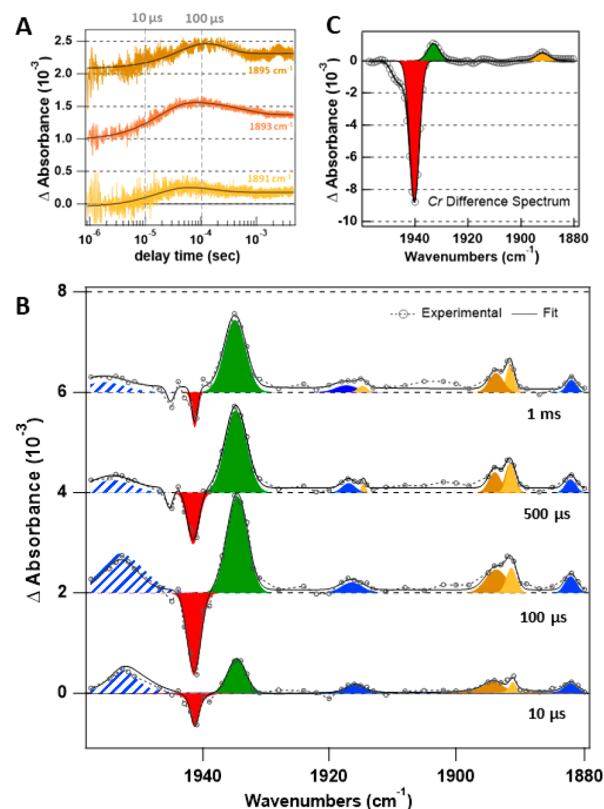 A
10 µs
100 µs
2.5
2.0
1.5
1.0
0.5
0.0
1895 cm⁻¹
1893 cm⁻¹
1891 cm⁻¹
Δ Absorbance (10⁻³)
10⁻⁶
10⁻⁵
10⁻⁴
10⁻³
delay time (sec)
C
0
-2
-4
-6
-8
-10
Δ Absorbance (10⁻³)
Cr Difference Spectrum
1940
1920
1900
1880
Wavenumbers (cm⁻¹)
B
8
6
4
2
0
Δ Absorbance (10⁻³)
Experimental
Fit
1 ms
500 µs
100 µs
10 µs
1940
1920
1900
1880
Wavenumbers (cm⁻¹)